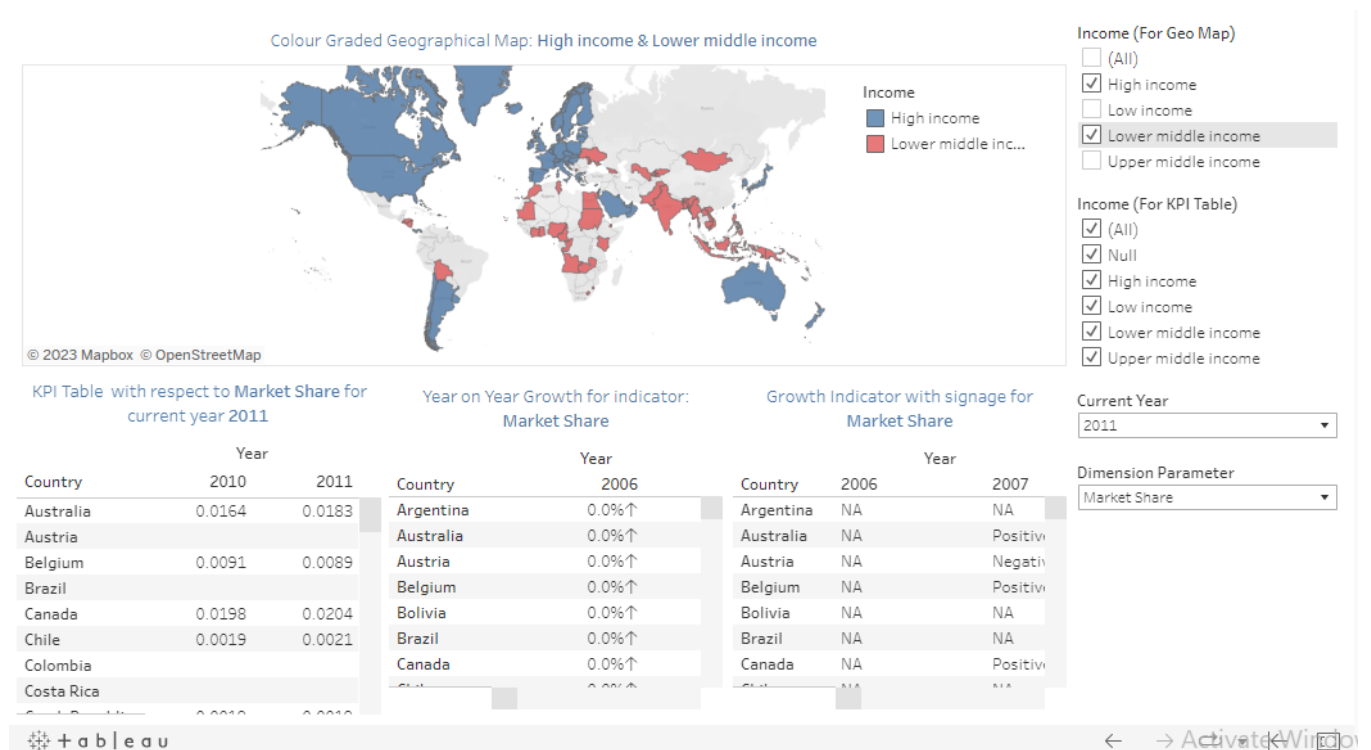 Colour Graded Geographical Map: High income & Lower middle income
Income
High income
Lower middle inc...
© 2023 Mapbox © OpenStreetMap
Income (For Geo Map)
(All)
High income
Low income
Lower middle income
Upper middle income
Income (For KPI Table)
(All)
Null
High income
Low income
Lower middle income
Upper middle income
Current Year
2011
Dimension Parameter
Market Share
KPI Table with respect to Market Share for
current year 2011
Year
Country 2010 2011
Australia 0.0164 0.0183
Austria
Belgium 0.0091 0.0089
Brazil
Canada 0.0198 0.0204
Chile 0.0019 0.0021
Colombia
Costa Rica
Year on Year Growth for indicator:
Market Share
Year
Country 2006
Argentina 0.0%↑
Australia 0.0%↑
Austria 0.0%↑
Belgium 0.0%↑
Bolivia 0.0%↑
Brazil 0.0%↑
Canada 0.0%↑
Growth Indicator with signage for
Market Share
Year
Country 2006 2007
Argentina NA NA
Australia NA Positiv
Austria NA Negativ
Belgium NA Positiv
Bolivia NA NA
Brazil NA NA
Canada NA Positiv
+ableau
Activate Window